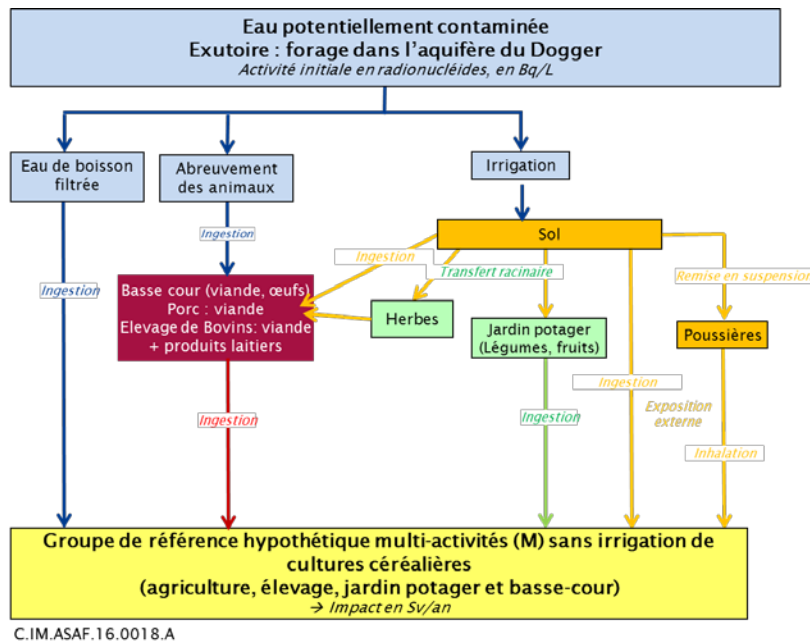 Eau potentiellement contaminée
Exutoire : forage dans l'aquifère du Dogger
Activité initiale en radionucléides, en Bq/L
Eau de boisson
filtrée
Abreuvement
des animaux
Irrigation
Ingestion
Sol
Ingestion
Transfert racinaire
Remise en suspension
Ingestion
Basse cour (viande, œufs)
Porc : viande
Elevage de Bovins: viande
+ produits laitiers
Herbes
Jardin potager
(Légumes, fruits)
Poussières
Ingestion
Ingestion
Ingestion
Exposition
externe
Inhalation
Groupe de référence hypothétique multi-activités (M) sans irrigation de
cultures céréalières
(agriculture, élevage, jardin potager et basse-cour)
→ Impact en Sv/an
C.IM.ASAF.16.0018.A